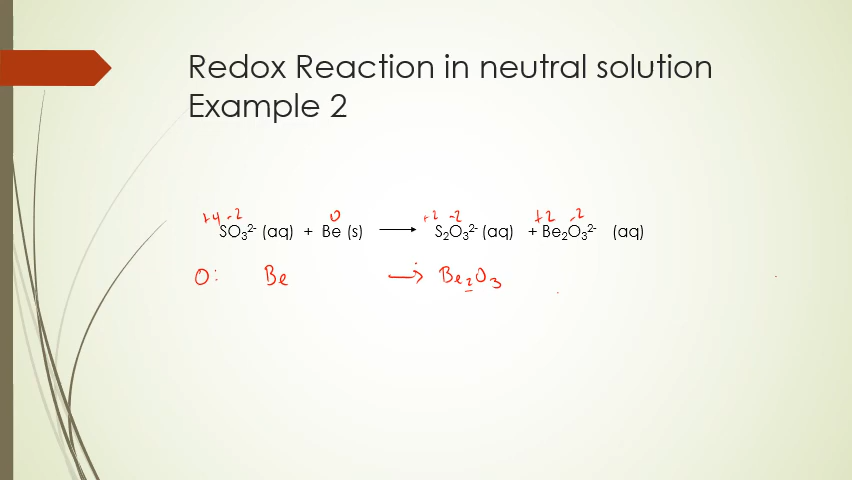 Redox Reaction in neutral solution
Example 2
+4 -2 0 +2 -2 +2 -2
SO₃²⁻ (aq) + Be (s) ⟶ S₂O₃²⁻ (aq) + Be₂O₃²⁻ (aq)
O: Be → Be₂O₃